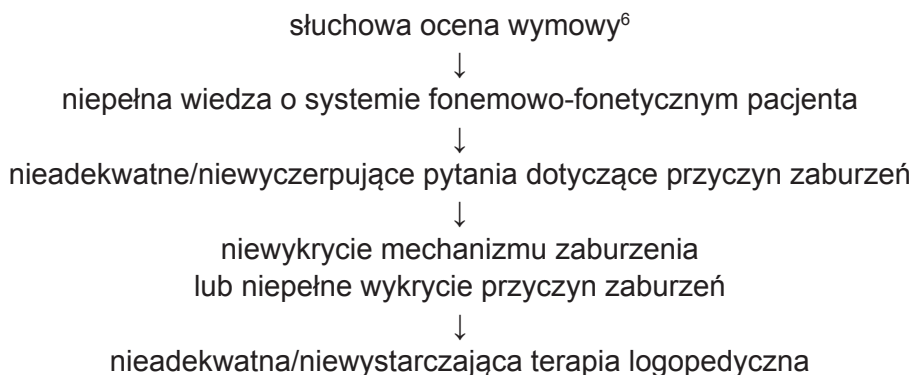 słuchowa ocena wymowy⁶
↓
niepełna wiedza o systemie fonemowo-fonetycznym pacjenta
↓
nieadekwatne/niewyczerpujące pytania dotyczące przyczyn zaburzeń
↓
niewykrycie mechanizmu zaburzenia
lub niepełne wykrycie przyczyn zaburzeń
↓
nieadekwatna/niewystarczająca terapia logopedyczna